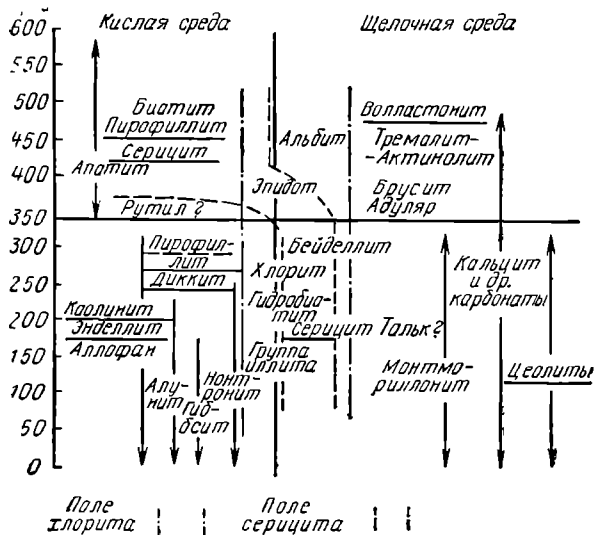 600
Кислая среда
Щелочная среда
550
500
Биотит
Волластонит
450
Пирофиллит
Альбит
Тремолит-
Серицит
-Актинолит
400
Апатит
Эпидот
Брусит
350
Рутил ?
Адуляр
300
Пирофил-
Бейделлит
лит
Хлорит
Кальцит
250
Диккит
и др.
Гидробио-
карбонаты
200
Каолинит
тит
Энделлит
Серицит Тальк?
150
Аллофан
Группа
иллита
Монтмо-
Цеолиты
100
Алу-
Нонт-
риллонит
нит
ронит
50
Гиб-
бсит
0
Поле
Поле
хлорита
серицита